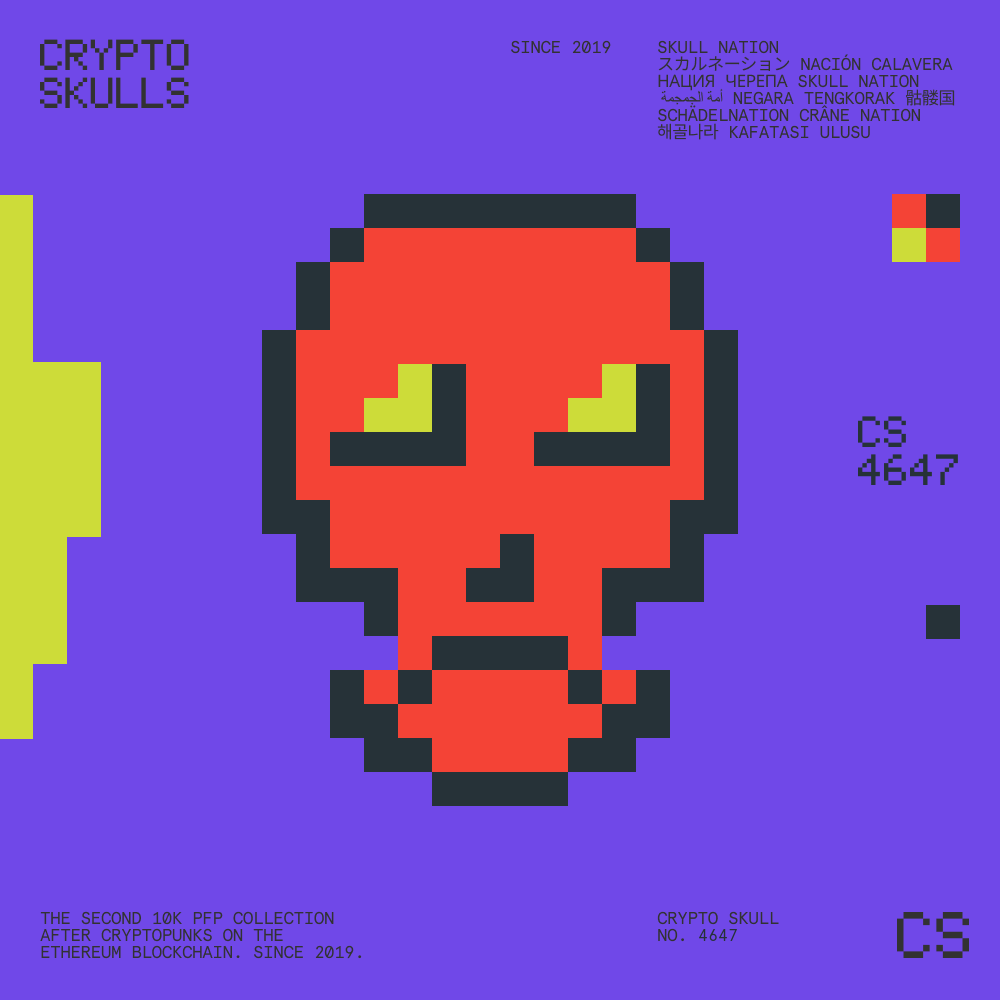 CRYPTO
SKULLS
SINCE 2019
SKULL NATION
スカルネーション NACIÓN CALAVERA
НАЦИЯ ЧЕРЕПА SKULL NATION
أمة الجمجمة NEGARA TENGKORAK 骷髅国
SCHÄDELNATION CRÂNE NATION
해골나라 KAFATASI ULUSU
CS
4647
THE SECOND 10K PFP COLLECTION
AFTER CRYPTOPUNKS ON THE
ETHEREUM BLOCKCHAIN. SINCE 2019.
CRYPTO SKULL
NO. 4647
CS